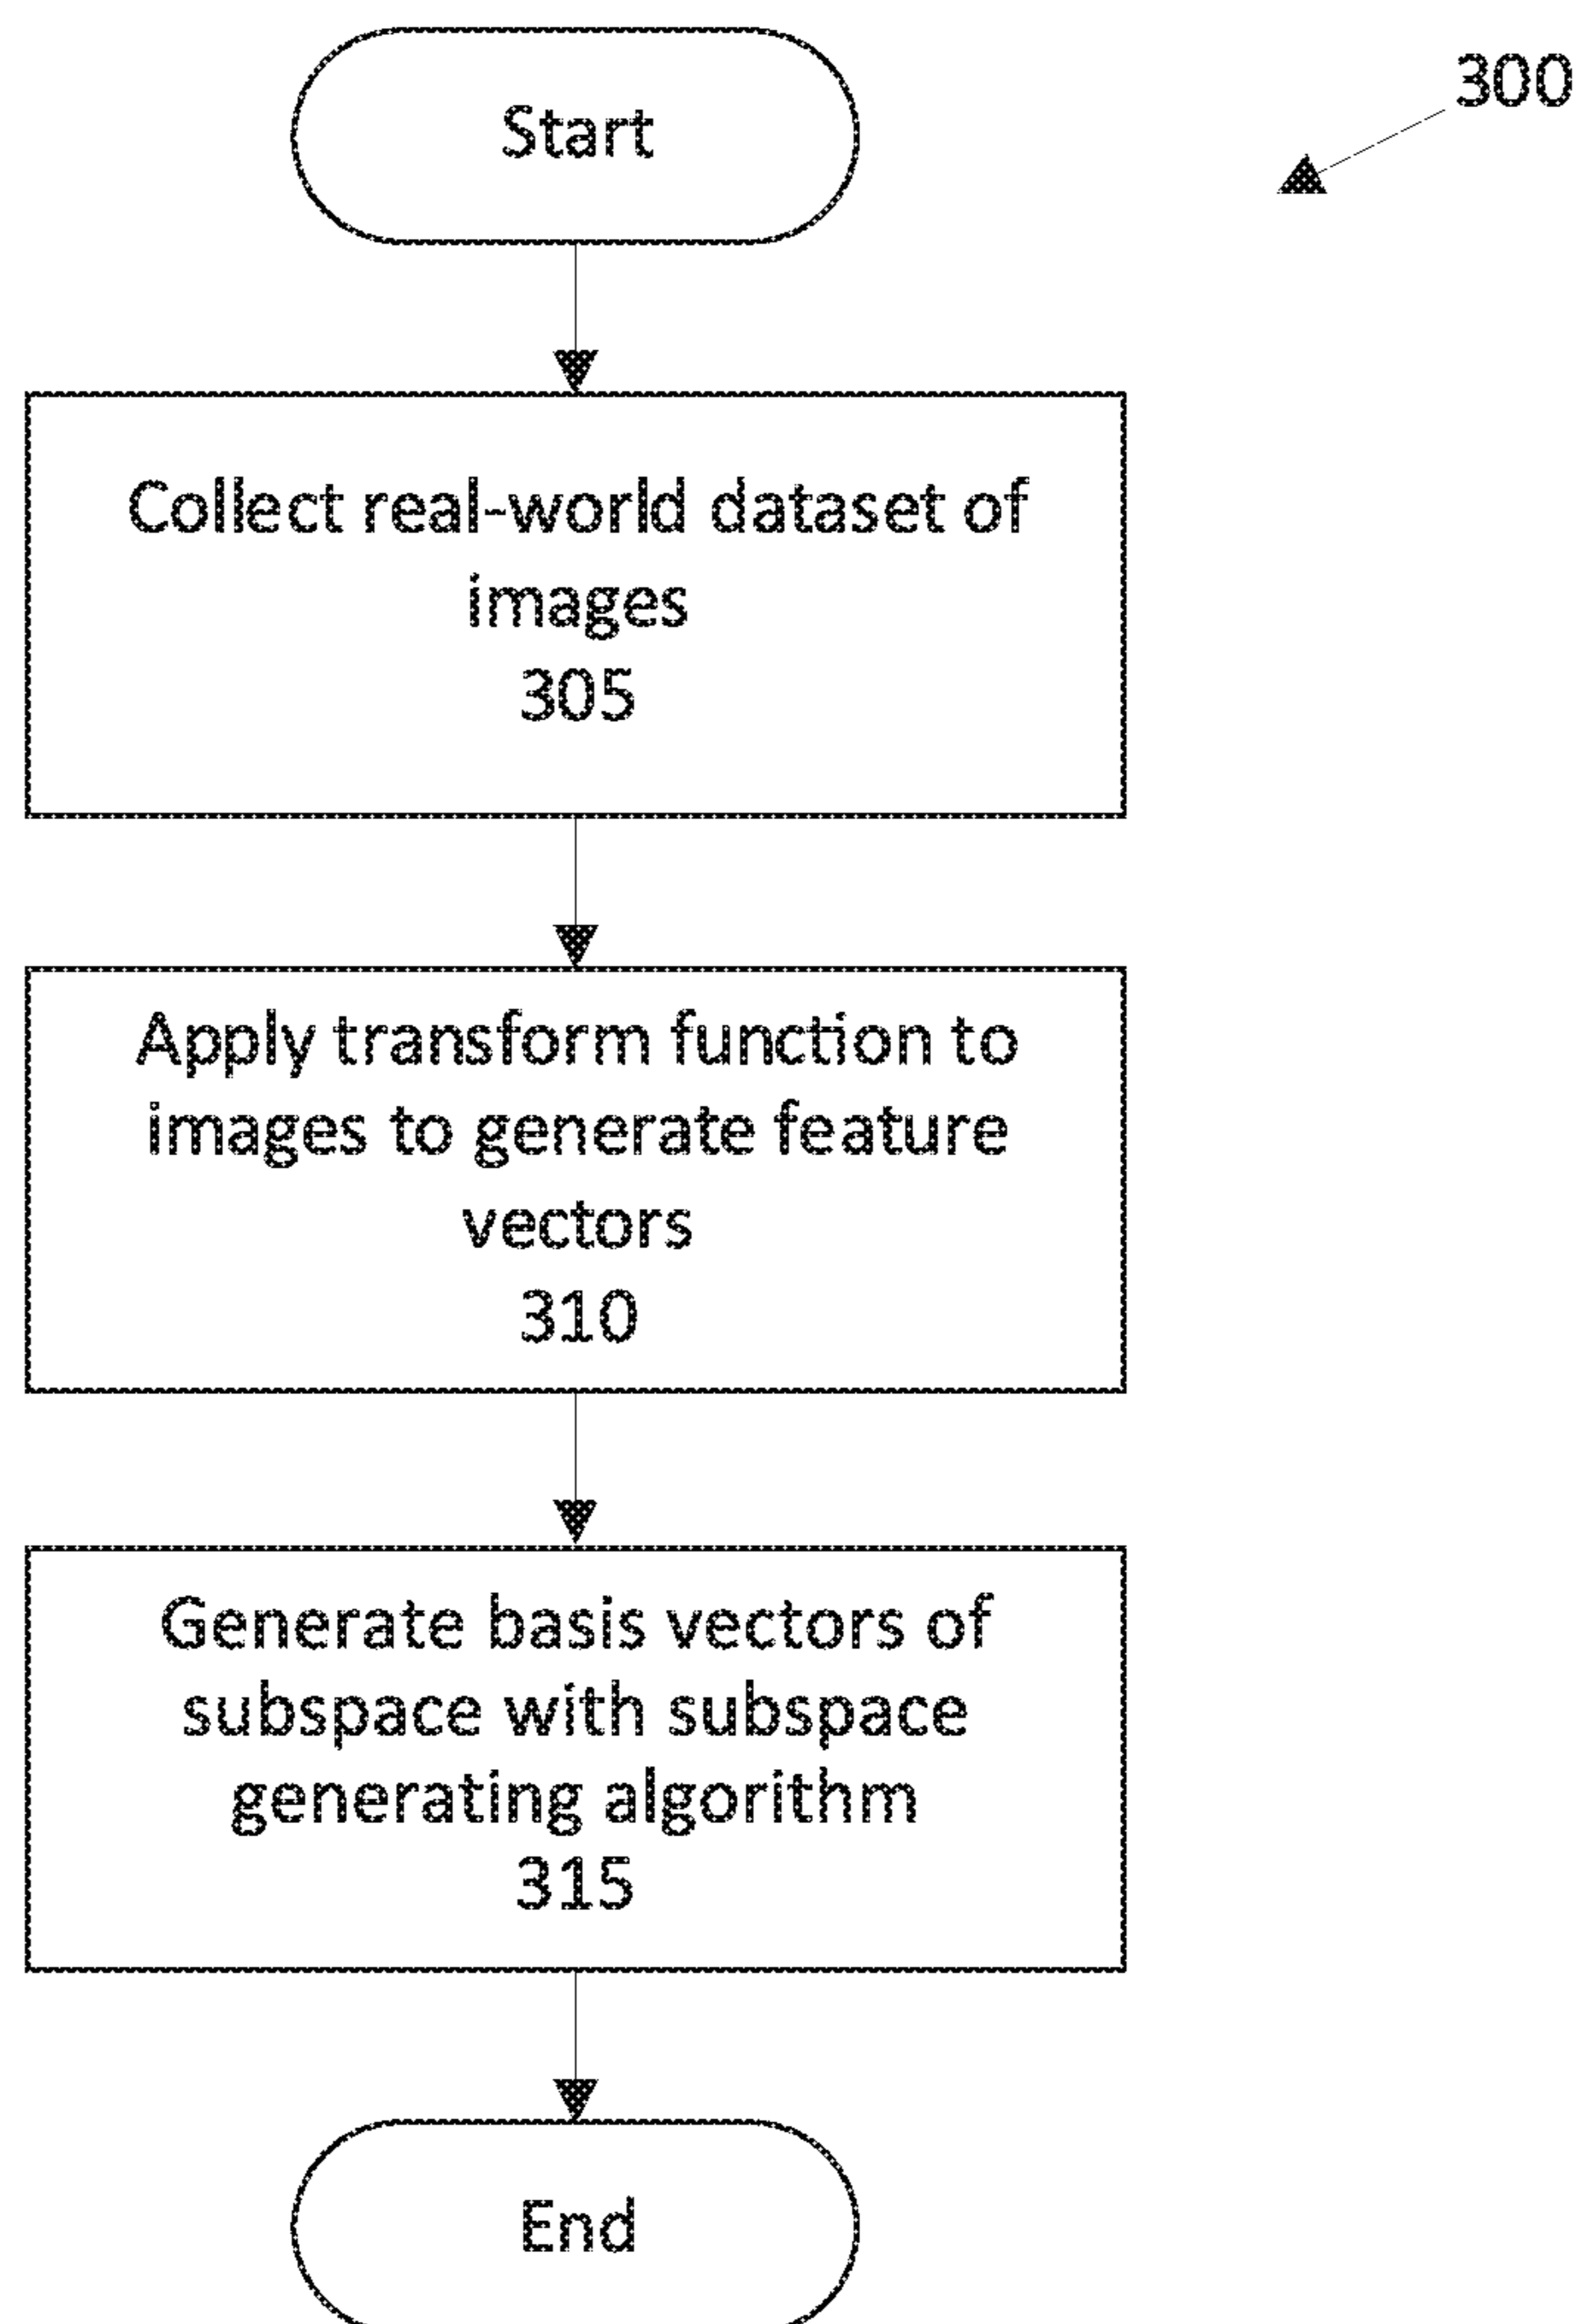 Start
300
Collect real-world dataset of
images
305
Apply transform function to
images to generate feature
vectors
310
Generate basis vectors of
subspace with subspace
generating algorithm
315
End